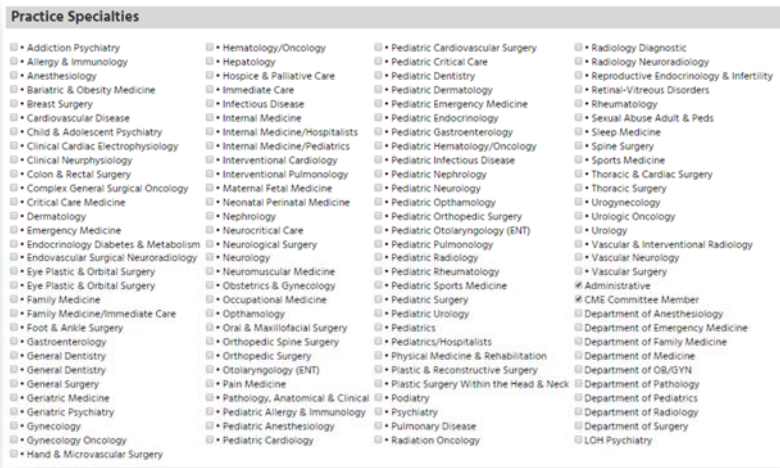 Practice Specialties
• Addiction Psychiatry
• Allergy & Immunology
• Anesthesiology
• Bariatric & Obesity Medicine
• Breast Surgery
• Cardiovascular Disease
• Child & Adolescent Psychiatry
• Clinical Cardiac Electrophysiology
• Clinical Neurphysiology
• Colon & Rectal Surgery
• Complex General Surgical Oncology
• Critical Care Medicine
• Dermatology
• Emergency Medicine
• Endocrinology Diabetes & Metabolism
• Endovascular Surgical Neuroradiology
• Eye Plastic & Orbital Surgery
• Eye Plastic & Orbital Surgery
• Family Medicine
• Family Medicine/Immediate Care
• Foot & Ankle Surgery
• Gastroenterology
• General Dentistry
• General Dentistry
• General Surgery
• Geriatric Medicine
• Geriatric Psychiatry
• Gynecology
• Gynecology Oncology
• Hand & Microvascular Surgery
• Hematology/Oncology
• Hepatology
• Hospice & Palliative Care
• Immediate Care
• Infectious Disease
• Internal Medicine
• Internal Medicine/Hospitalists
• Internal Medicine/Pediatrics
• Interventional Cardiology
• Interventional Pulmonology
• Maternal Fetal Medicine
• Neonatal Perinatal Medicine
• Nephrology
• Neurocritical Care
• Neurological Surgery
• Neurology
• Neuromuscular Medicine
• Obstetrics & Gynecology
• Occupational Medicine
• Opthamology
• Oral & Maxillofacial Surgery
• Orthopedic Spine Surgery
• Orthopedic Surgery
• Otolaryngology (ENT)
• Pain Medicine
• Pathology, Anatomical & Clinical
• Pediatric Allergy & Immunology
• Pediatric Anesthesiology
• Pediatric Cardiology
• Pediatric Cardiovascular Surgery
• Pediatric Critical Care
• Pediatric Dentistry
• Pediatric Dermatology
• Pediatric Emergency Medicine
• Pediatric Endocrinology
• Pediatric Gastroenterology
• Pediatric Hematology/Oncology
• Pediatric Infectious Disease
• Pediatric Nephrology
• Pediatric Neurology
• Pediatric Opthamology
• Pediatric Orthopedic Surgery
• Pediatric Otolaryngology (ENT)
• Pediatric Pulmonology
• Pediatric Radiology
• Pediatric Rheumatology
• Pediatric Sports Medicine
• Pediatric Surgery
• Pediatric Urology
• Pediatrics
• Pediatrics/Hospitalists
• Physical Medicine & Rehabilitation
• Plastic & Reconstructive Surgery
• Plastic Surgery Within the Head & Neck
• Podiatry
• Psychiatry
• Pulmonary Disease
• Radiation Oncology
• Radiology Diagnostic
• Radiology Neuroradiology
• Reproductive Endocrinology & Infertility
• Retinal-Vitreous Disorders
• Rheumatology
• Sexual Abuse Adult & Peds
• Sleep Medicine
• Spine Surgery
• Sports Medicine
• Thoracic & Cardiac Surgery
• Thoracic Surgery
• Urogynecology
• Urologic Oncology
• Urology
• Vascular & Interventional Radiology
• Vascular Neurology
• Vascular Surgery
Administrative
CME Committee Member
Department of Anesthesiology
Department of Emergency Medicine
Department of Family Medicine
Department of Medicine
Department of OB/GYN
Department of Pathology
Department of Pediatrics
Department of Radiology
Department of Surgery
LOH Psychiatry